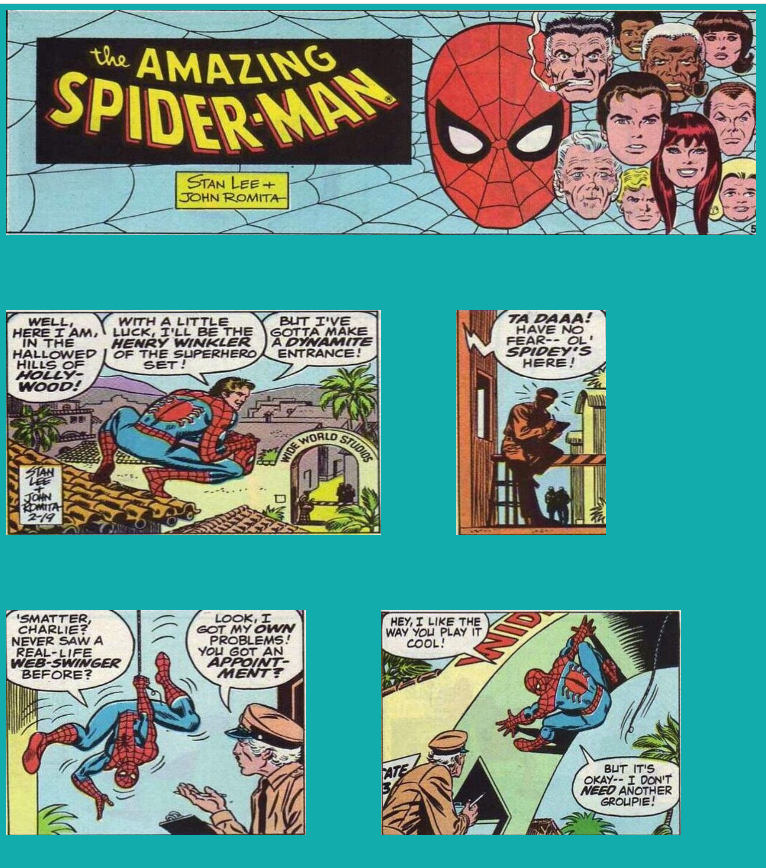 the AMAZING
SPIDER-MAN®
STAN LEE +
JOHN ROMITA
5
WELL,
HERE I AM,
IN THE
HALLOWED
HILLS OF
HOLLY-
WOOD!
WITH A LITTLE
LUCK, I'LL BE THE
HENRY WINKLER
OF THE SUPERHERO
SET!
BUT I'VE
GOTTA MAKE
A DYNAMITE
ENTRANCE!
WIDE WORLD STUDIOS
STAN
LEE
+
JOHN
ROMITA
2-19
TA DAAA!
HAVE NO
FEAR-- OL'
SPIDEY'S
HERE!
'SMATTER,
CHARLIE?
NEVER SAW A
REAL-LIFE
WEB-SWINGER
BEFORE?
LOOK, I
GOT MY OWN
PROBLEMS!
YOU GOT AN
APPOINT-
MENT?
HEY, I LIKE THE
WAY YOU PLAY IT
COOL!
WID
ATE
3
BUT IT'S
OKAY-- I DON'T
NEED ANOTHER
GROUPIE!